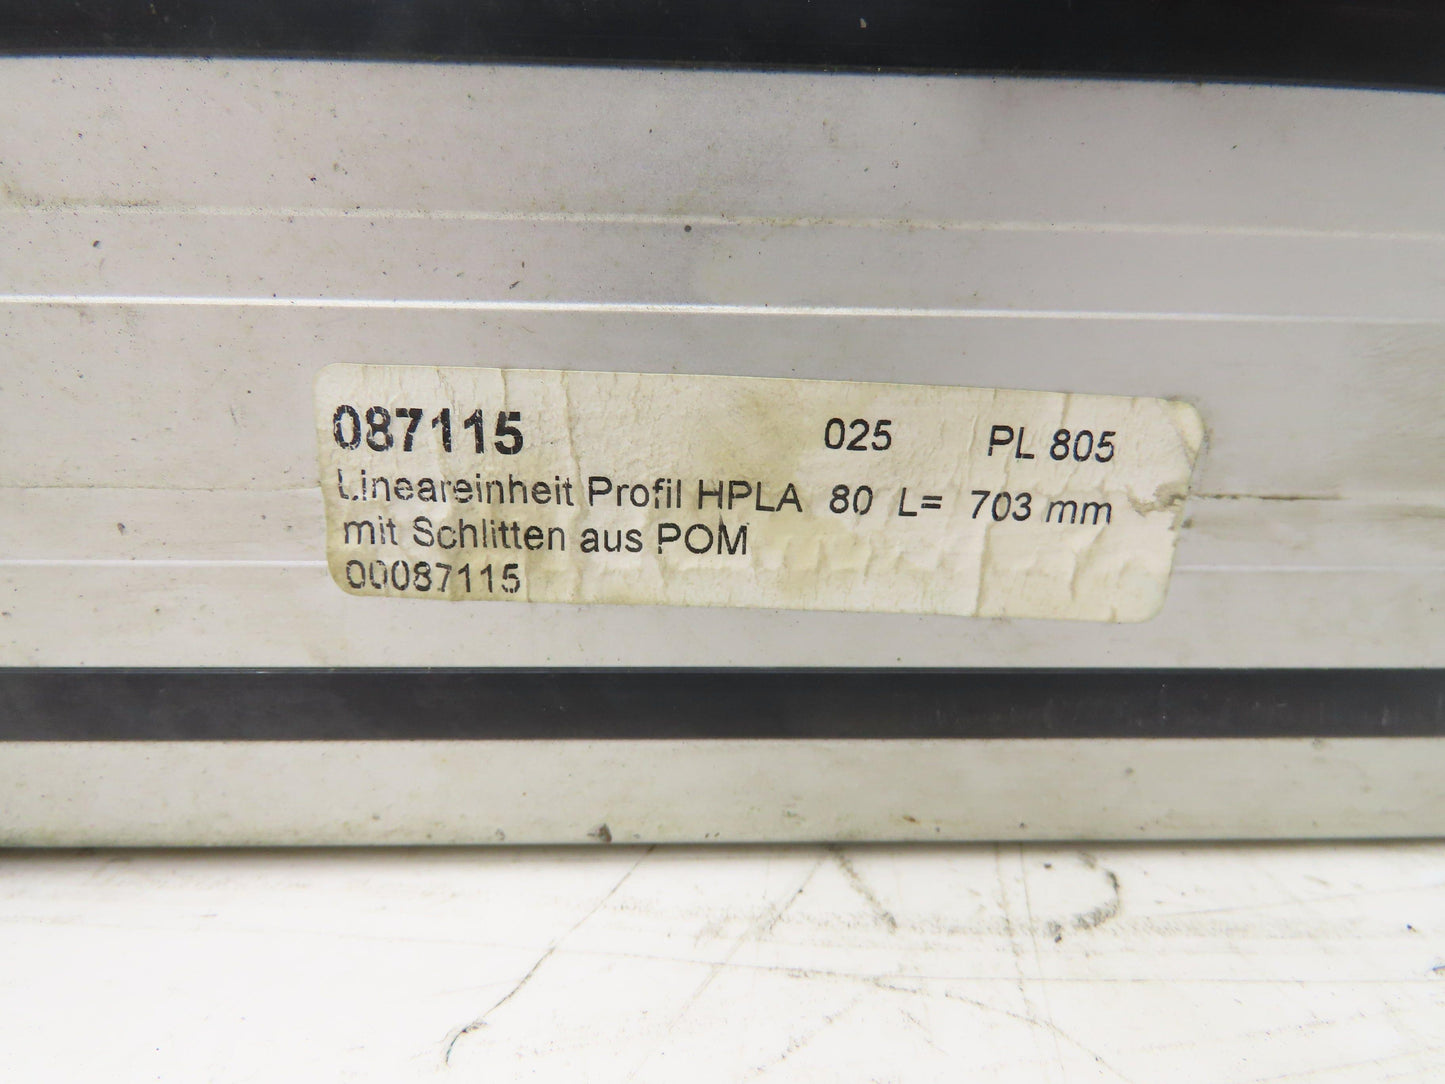 087115 025 PL 805
Lineareinheit Profil HPLA 80 L= 703 mm
mit Schlitten aus POM
00087115